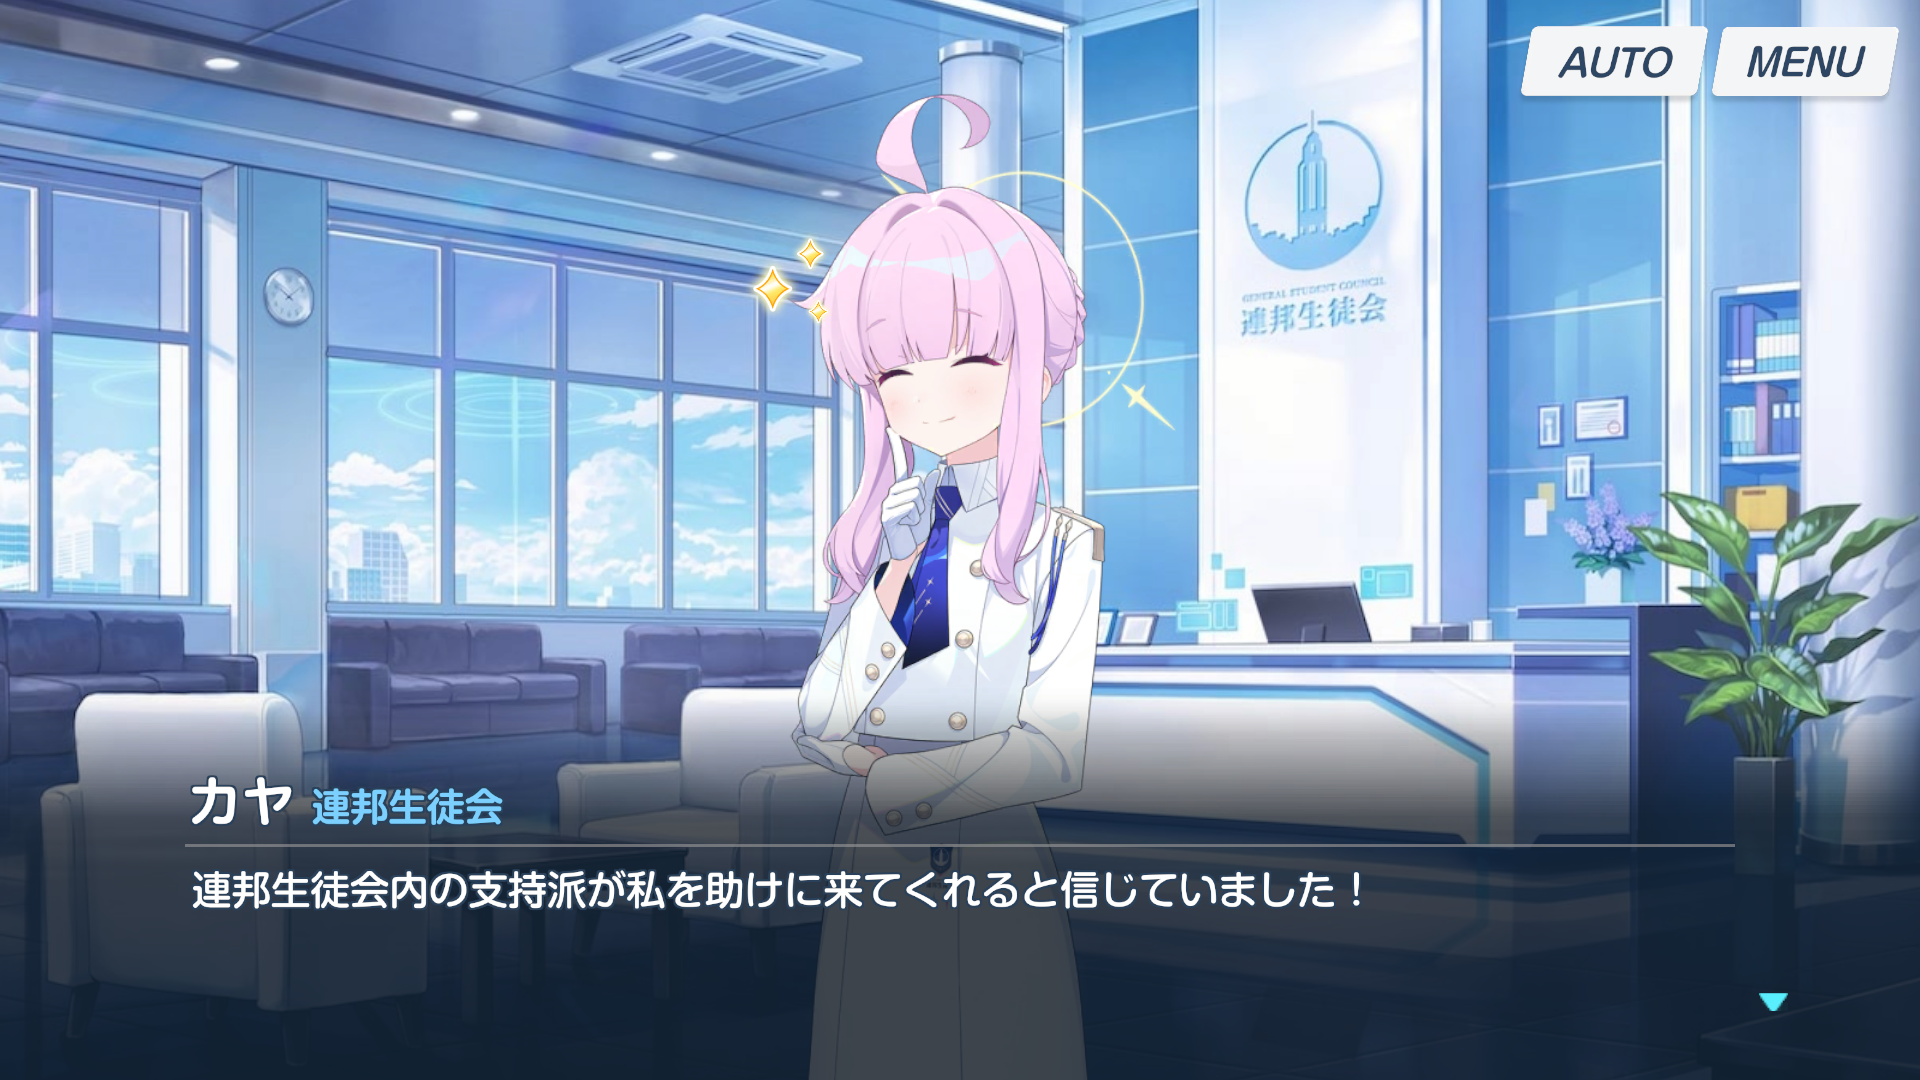 AUTO
MENU
GENERAL STUDENT COUNCIL
連邦生徒会
カヤ 連邦生徒会
連邦生徒会内の支持派が私を助けに来てくれると信じていました！